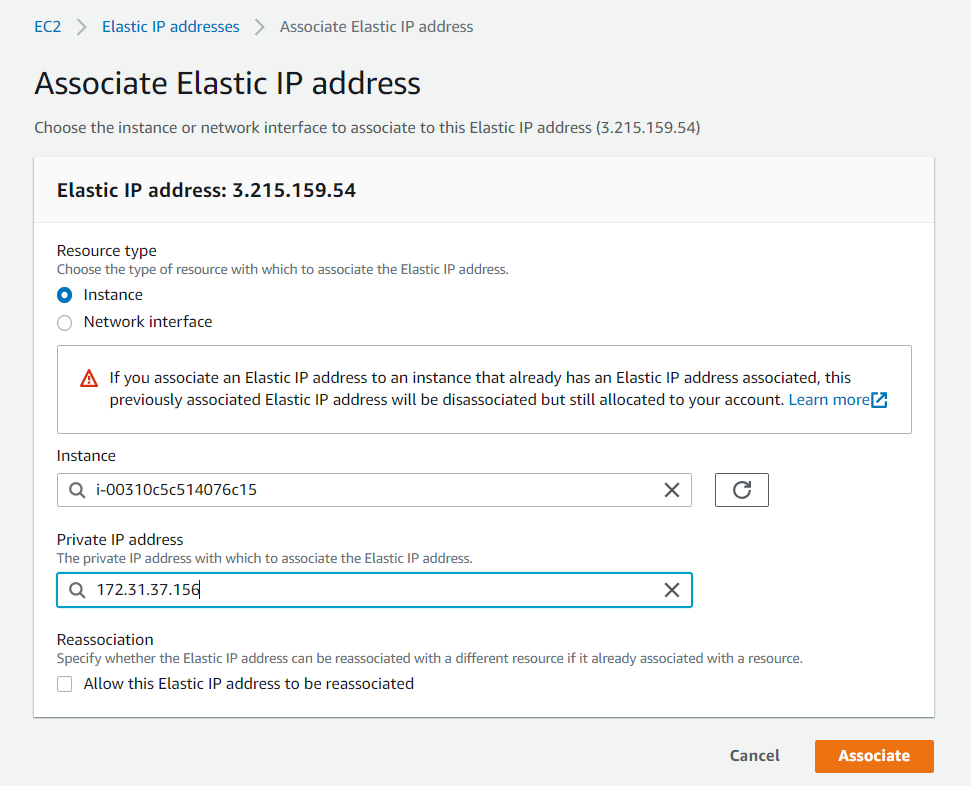 EC2 > Elastic IP addresses > Associate Elastic IP address
Associate Elastic IP address
Choose the instance or network interface to associate to this Elastic IP address (3.215.159.54)
Elastic IP address: 3.215.159.54
Resource type
Choose the type of resource with which to associate the Elastic IP address.
Instance
Network interface
If you associate an Elastic IP address to an instance that already has an Elastic IP address associated, this
previously associated Elastic IP address will be disassociated but still allocated to your account. Learn more
Instance
i-00310c5c514076c15
Private IP address
The private IP address with which to associate the Elastic IP address.
172.31.37.156
Reassociation
Specify whether the Elastic IP address can be reassociated with a different resource if it already associated with a resource.
Allow this Elastic IP address to be reassociated
Cancel
Associate